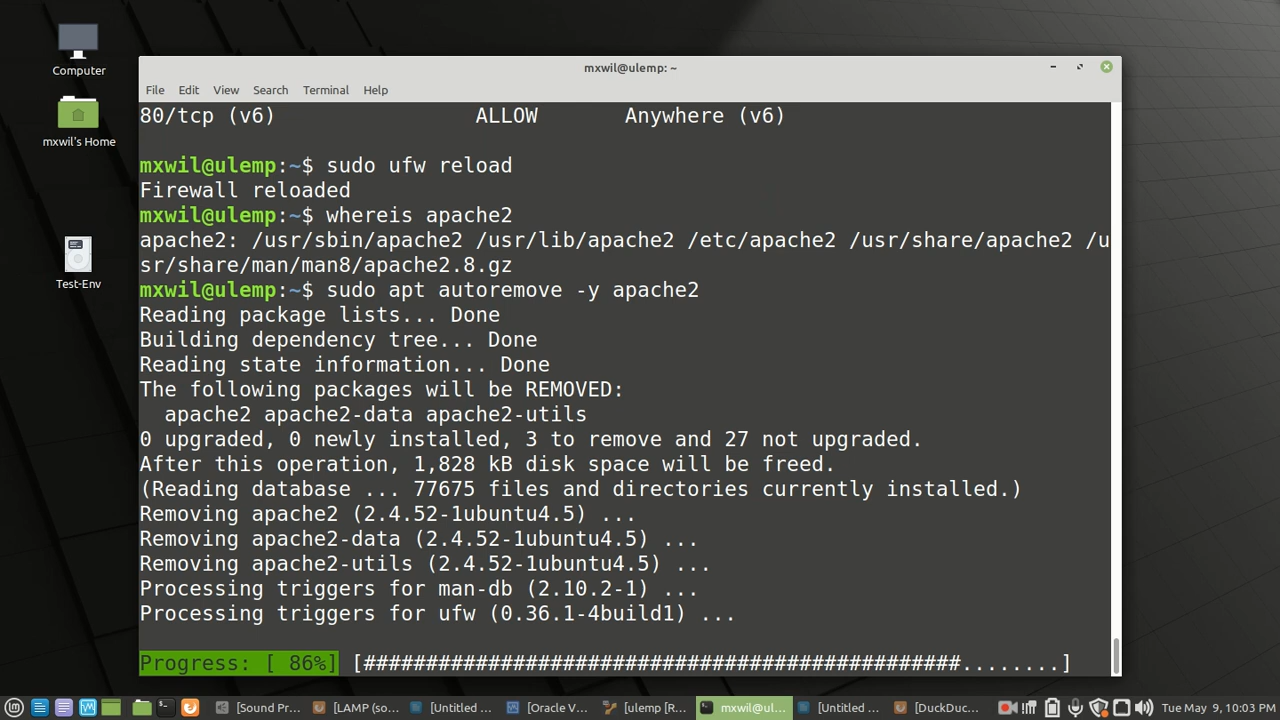 Computer
mxwil's Home
Test-Env
mxwil@ulemp: ~
File Edit View Search Terminal Help
80/tcp (v6)                ALLOW       Anywhere (v6)
mxwil@ulemp:~$ sudo ufw reload
Firewall reloaded
mxwil@ulemp:~$ whereis apache2
apache2: /usr/sbin/apache2 /usr/lib/apache2 /etc/apache2 /usr/share/apache2 /u
sr/share/man/man8/apache2.8.gz
mxwil@ulemp:~$ sudo apt autoremove -y apache2
Reading package lists... Done
Building dependency tree... Done
Reading state information... Done
The following packages will be REMOVED:
  apache2 apache2-data apache2-utils
0 upgraded, 0 newly installed, 3 to remove and 27 not upgraded.
After this operation, 1,828 kB disk space will be freed.
(Reading database ... 77675 files and directories currently installed.)
Removing apache2 (2.4.52-1ubuntu4.5) ...
Removing apache2-data (2.4.52-1ubuntu4.5) ...
Removing apache2-utils (2.4.52-1ubuntu4.5) ...
Processing triggers for man-db (2.10.2-1) ...
Processing triggers for ufw (0.36.1-4build1) ...
Progress: [ 86%] [################################################........]
[Sound Pr... [LAMP (so... [Untitled ... [Oracle V... [ulemp [R... mxwil@ul... [Untitled ... [DuckDuc... Tue May 9, 10:03 PM